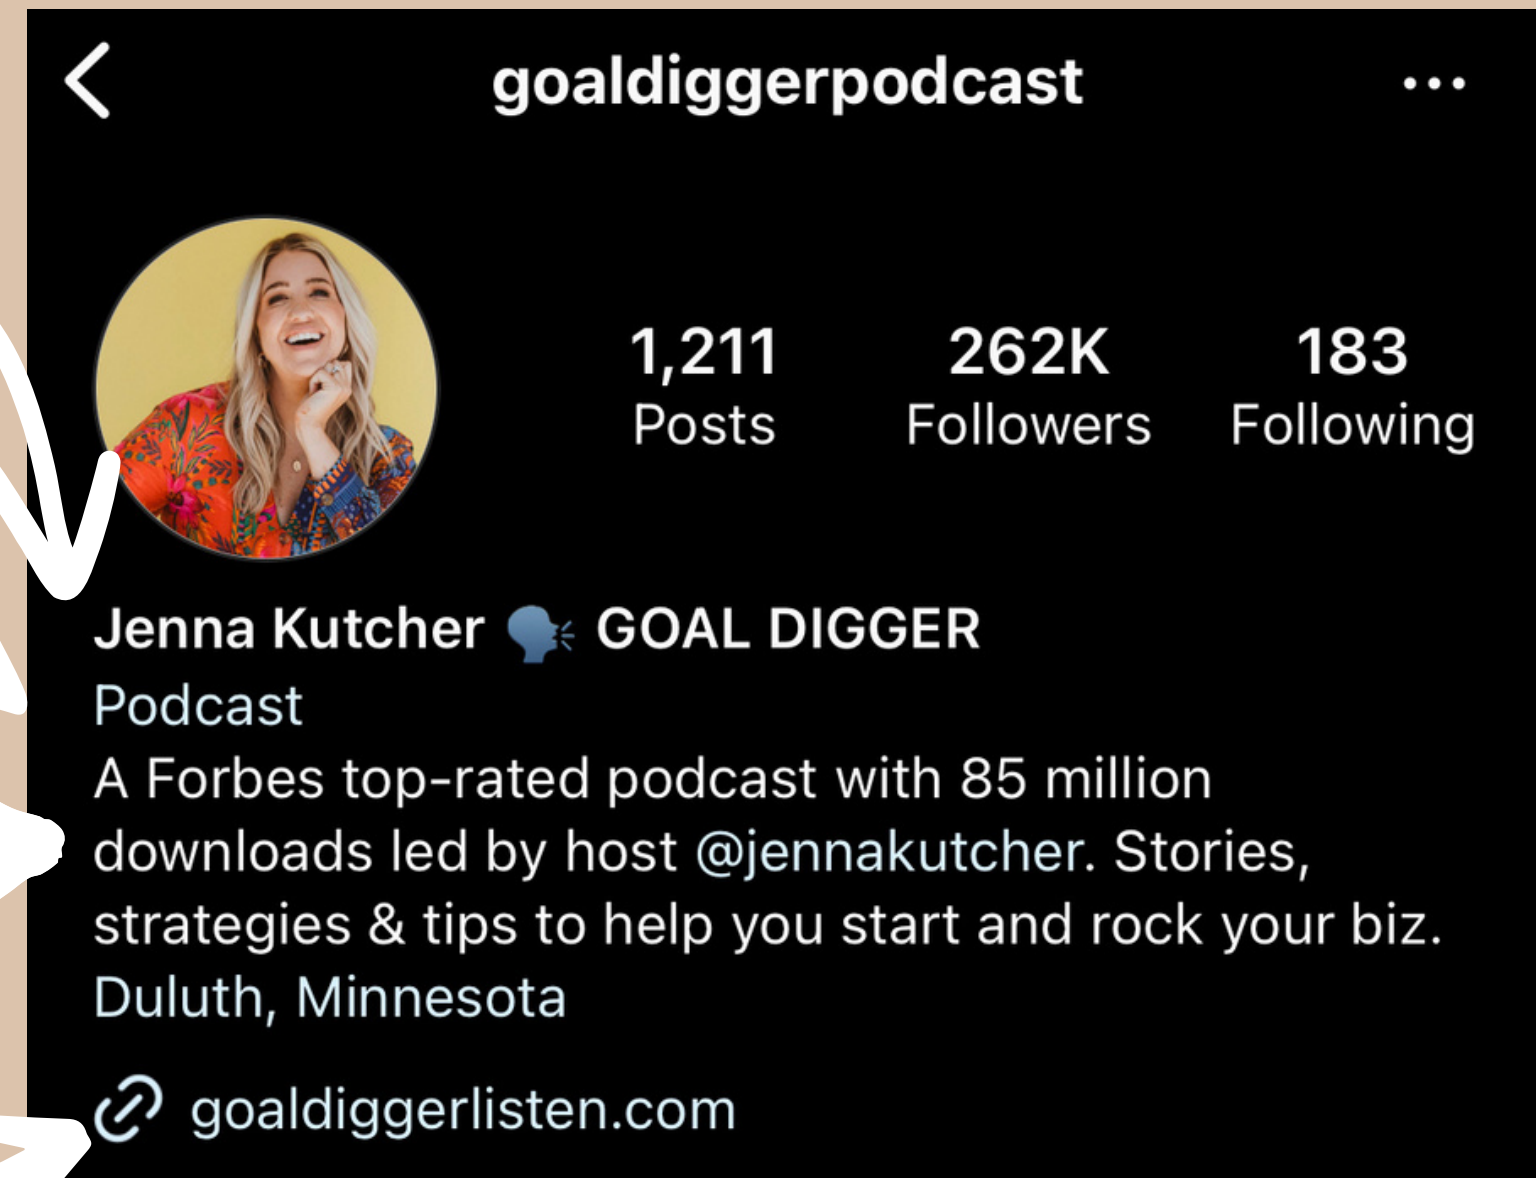 goaldiggerpodcast
1,211 262K 183
Posts Followers Following
Jenna Kutcher 🗣 GOAL DIGGER
Podcast
A Forbes top-rated podcast with 85 million
downloads led by host @jennakutcher. Stories,
strategies & tips to help you start and rock your biz.
Duluth, Minnesota
goaldiggerlisten.com